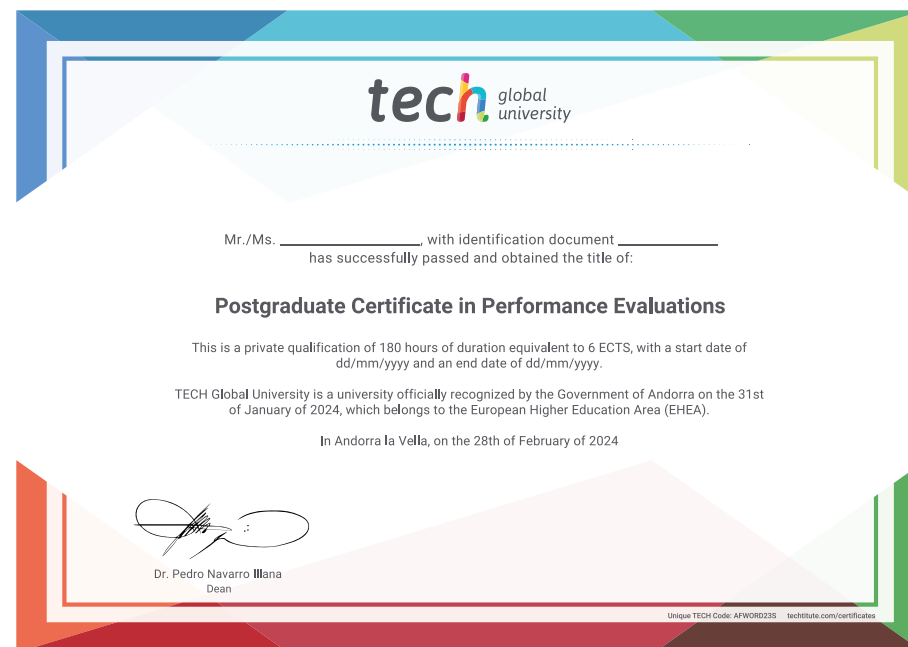 tech global university
Mr./Ms. ____________________, with identification document ______________
has successfully passed and obtained the title of:
Postgraduate Certificate in Performance Evaluations
This is a private qualification of 180 hours of duration equivalent to 6 ECTS, with a start date of
dd/mm/yyyy and an end date of dd/mm/yyyy.
TECH Global University is a university officially recognized by the Government of Andorra on the 31st
of January of 2024, which belongs to the European Higher Education Area (EHEA).
In Andorra la Vella, on the 28th of February of 2024
Dr. Pedro Navarro Illana
Dean
Unique TECH Code: AFWORD23S techtitute.com/certificates